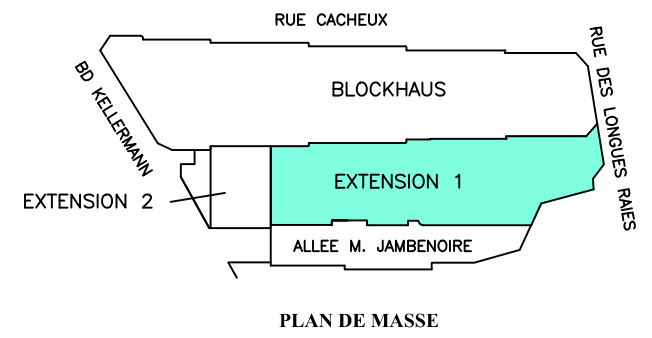 RUE CACHEUX
RUE DES LONGUES RAIES
BD KELLERMANN
BLOCKHAUS
EXTENSION 1
EXTENSION 2
ALLEE M. JAMBENOIRE
PLAN DE MASSE